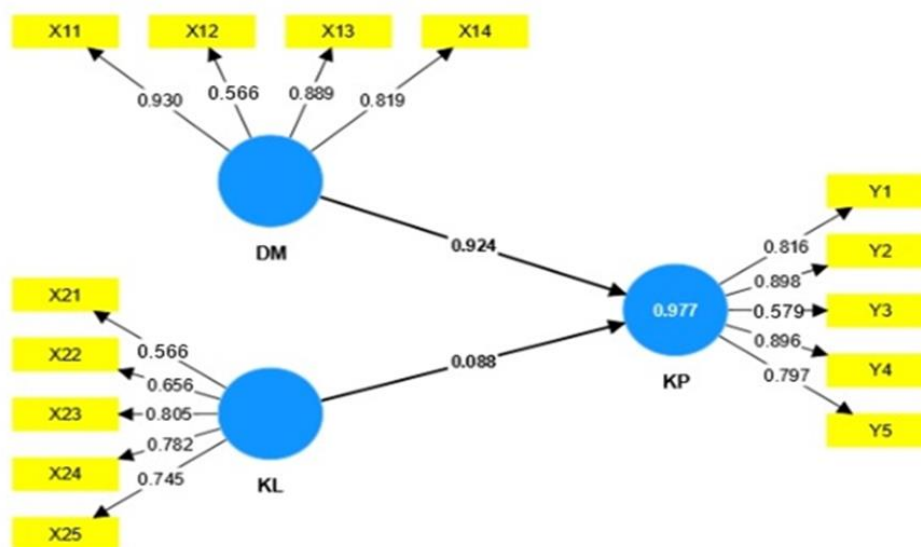 X11 X12 X13 X14
0.930 0.566 0.889 0.819
DM
0.924
X21
X22
X23
X24
X25
0.566
0.656
0.805
0.782
0.745
KL
0.088
0.977
KP
0.816
0.898
0.579
0.896
0.797
Y1
Y2
Y3
Y4
Y5